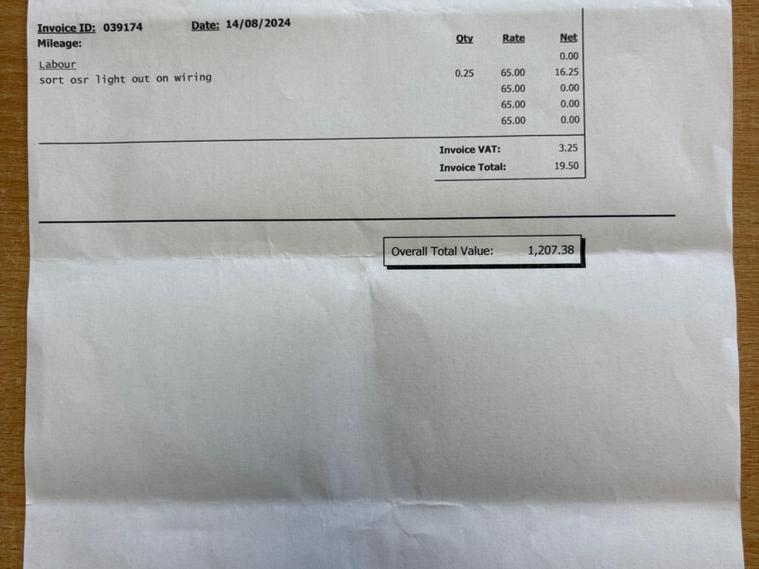 Invoice ID: 039174 Date: 14/08/2024
Mileage:
Qty Rate Net
0.00
Labour
sort osr light out on wiring 0.25 65.00 16.25
65.00 0.00
65.00 0.00
65.00 0.00
Invoice VAT: 3.25
Invoice Total: 19.50
Overall Total Value: 1,207.38